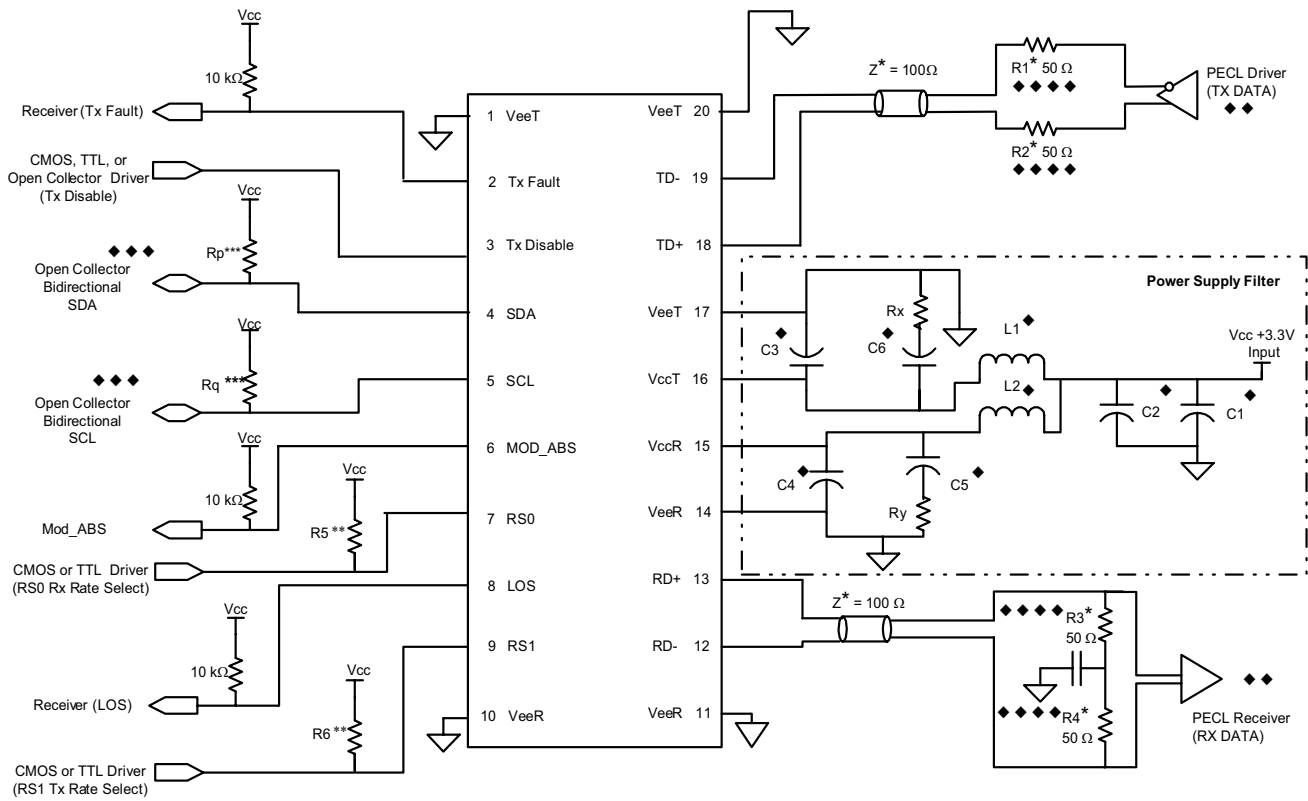 Vcc
10 kΩ
Receiver (Tx Fault)
CMOS, TTL, or
Open Collector Driver
(Tx Disable)
Vcc
Rp***
◆ ◆ ◆
Open Collector
Bidirectional
SDA
Vcc
Rq ***
◆ ◆ ◆
Open Collector
Bidirectional
SCL
Vcc
10 kΩ
Mod_ABS
Vcc
R5 **
CMOS or TTL Driver
(RS0 Rx Rate Select)
Vcc
10 kΩ
Receiver (LOS)
Vcc
R6 **
CMOS or TTL Driver
(RS1 Tx Rate Select)
1 VeeT
2 Tx Fault
3 Tx Disable
4 SDA
5 SCL
6 MOD_ABS
7 RS0
8 LOS
9 RS1
10 VeeR
VeeT 20
TD- 19
TD+ 18
VeeT 17
VccT 16
VccR 15
VeeR 14
RD+ 13
RD- 12
VeeR 11
Z* = 100Ω
R1* 50 Ω
◆ ◆ ◆ ◆
R2* 50 Ω
◆ ◆ ◆ ◆
PECL Driver
(TX DATA)
◆ ◆
Power Supply Filter
Rx
C3 ◆
C6 ◆
L1 ◆
L2 ◆
Vcc +3.3V
Input
C2 ◆
C1 ◆
C4 ◆
C5 ◆
Ry
Z* = 100 Ω
◆ ◆ ◆ ◆
R3*
50 Ω
◆ ◆ ◆ ◆
R4*
50 Ω
◆ ◆
PECL Receiver
(RX DATA)